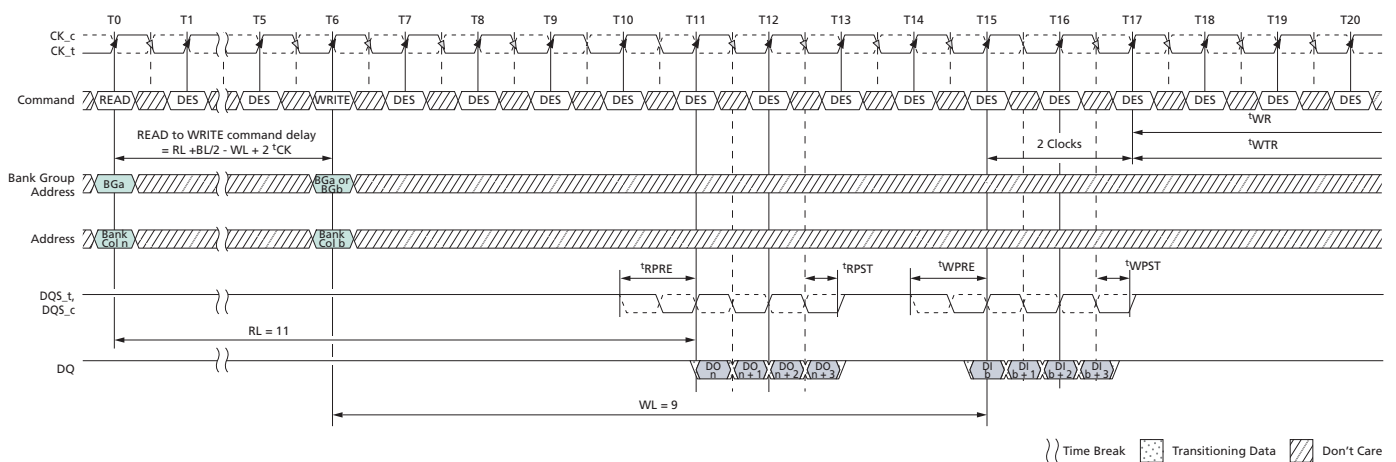 T0 T1 T5 T6 T7 T8 T9 T10 T11 T12 T13 T14 T15 T16 T17 T18 T19 T20
CK_c
CK_t
Command READ DES DES WRITE DES DES DES DES DES DES DES DES DES DES DES DES DES DES
tWR
READ to WRITE command delay
= RL +BL/2 - WL + 2 tCK
2 Clocks
tWTR
Bank Group
Address
BGa
BGa or
BGb
Address
Bank
Col n
Bank
Col b
tRPRE tRPST tWPRE tWPST
DQS_t,
DQS_c
RL = 11
DQ
DO
n
DO
n + 1
DO
n + 2
DO
n + 3
DI
b
DI
b + 1
DI
b + 2
DI
b + 3
WL = 9
Time Break Transitioning Data Don't Care